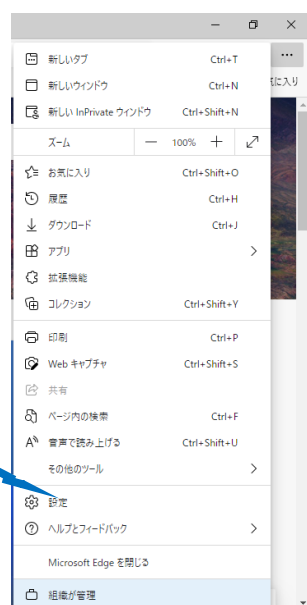 新しいタブ Ctrl+T
新しいウィンドウ Ctrl+N
気に入り
新しい InPrivate ウィンドウ Ctrl+Shift+N
ズーム — 100% +
お気に入り Ctrl+Shift+O
履歴 Ctrl+H
ダウンロード Ctrl+J
アプリ
拡張機能
コレクション Ctrl+Shift+Y
印刷 Ctrl+P
Web キャプチャ Ctrl+Shift+S
共有
ページ内の検索 Ctrl+F
音声で読み上げる Ctrl+Shift+U
その他のツール
設定
ヘルプとフィードバック
Microsoft Edge を閉じる
組織が管理